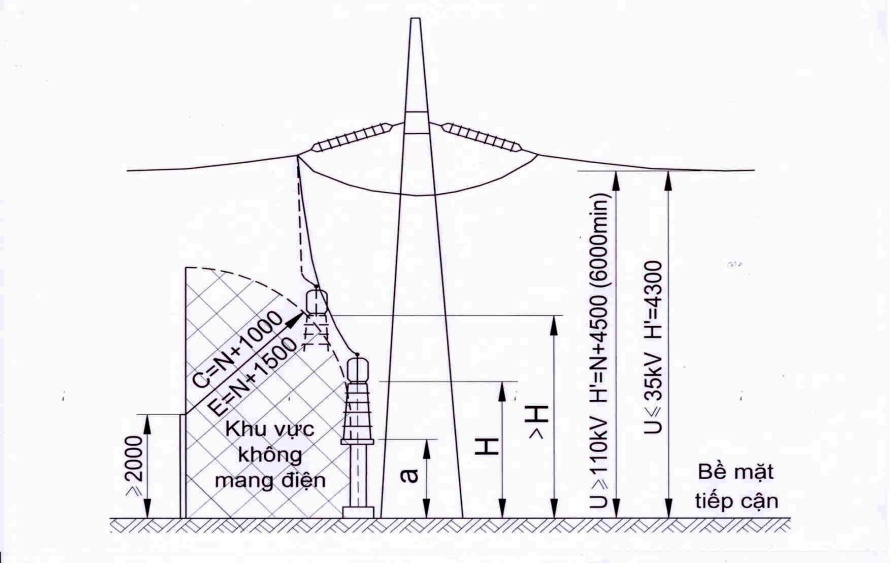 C=N+1000
E=N+1500
Khu vực
không
mang điện
≥2000
a
H
>H
U≥110kV H'=N+4500 (6000min)
U≤35kV H'=4300
Bề mặt
tiếp cận